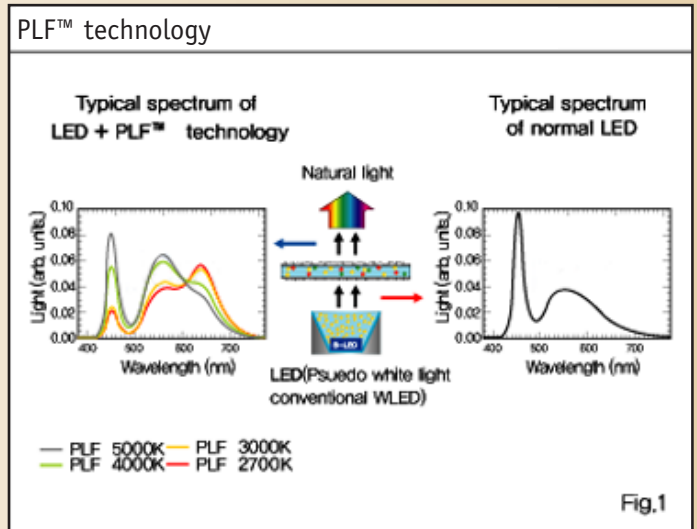 PLF™ technology
Typical spectrum of
LED + PLF™ technology
Typical spectrum
of normal LED
Natural light
0.10
0.08
0.06
0.04
0.02
0.00
Light (arb, units,)
400 500 600 700
Wavelength (nm)
B-LED
LED(Psuedo white light
conventional WLED)
0.10
0.08
0.06
0.04
0.02
0.00
Light (arb, units,)
400 500 600 700
Wavelength (nm)
PLF 5000K PLF 3000K
PLF 4000K PLF 2700K
Fig,1